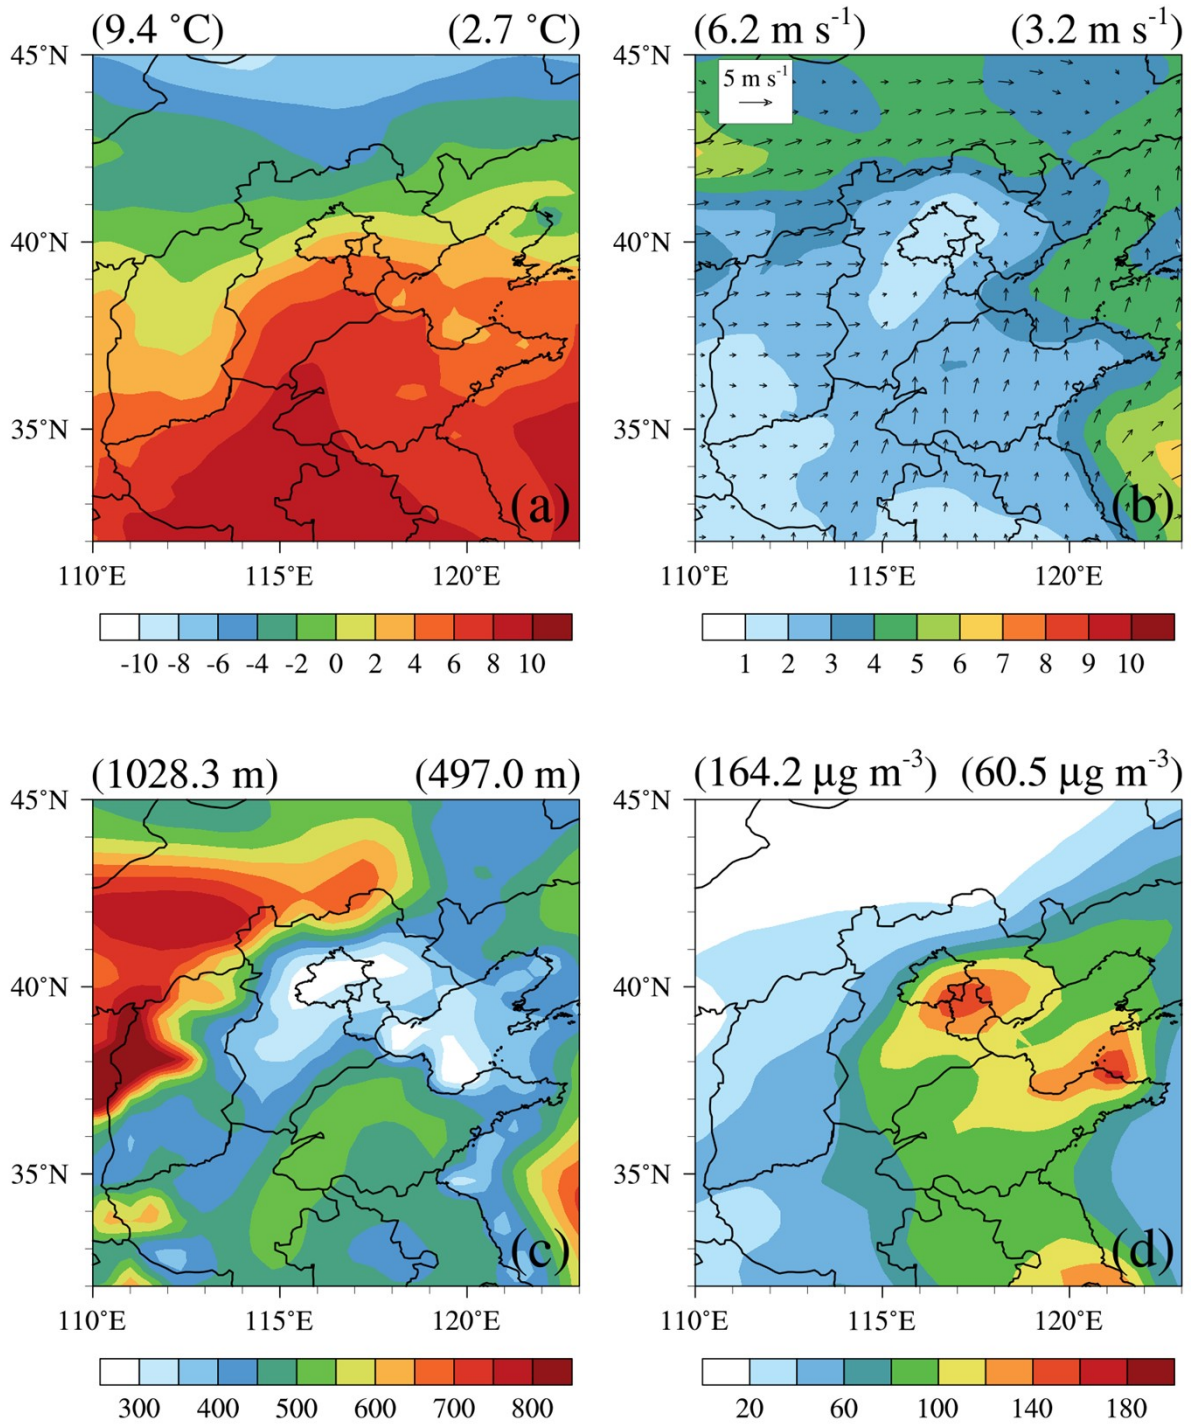 (9.4 °C) (2.7 °C)
(6.2 m s⁻¹) (3.2 m s⁻¹)
45°N
40°N
35°N
(a)
110°E 115°E 120°E
-10 -8 -6 -4 -2 0 2 4 6 8 10
45°N
5 m s⁻¹
40°N
35°N
(b)
110°E 115°E 120°E
1 2 3 4 5 6 7 8 9 10
(1028.3 m) (497.0 m)
(164.2 µg m⁻³) (60.5 µg m⁻³)
45°N
40°N
35°N
(c)
110°E 115°E 120°E
300 400 500 600 700 800
45°N
40°N
35°N
(d)
110°E 115°E 120°E
20 60 100 140 180